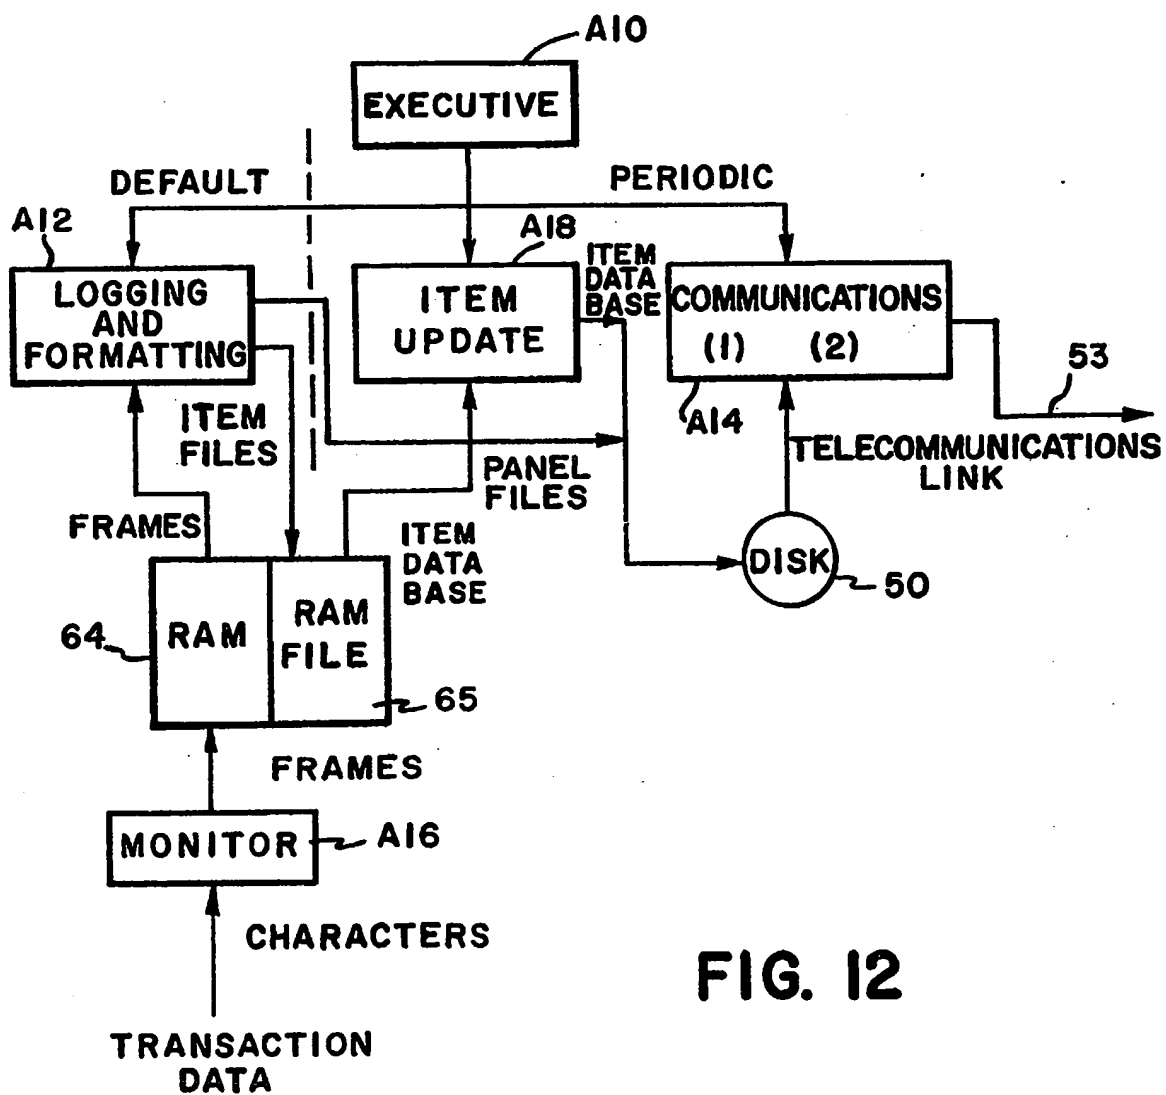 A10
EXECUTIVE
DEFAULT
PERIODIC
A12
A18
LOGGING
AND
FORMATTING
ITEM
UPDATE
ITEM
DATA
BASE
COMMUNICATIONS
(1) (2)
A14
53
TELECOMMUNICATIONS
LINK
ITEM
FILES
PANEL
FILES
FRAMES
ITEM
DATA
BASE
DISK
50
64
RAM
RAM
FILE
65
FRAMES
MONITOR
A16
CHARACTERS
TRANSACTION
DATA
FIG. 12